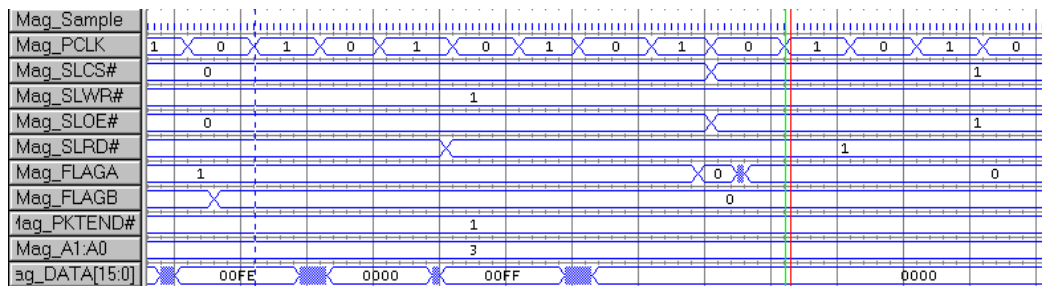 Mag_Sample
Mag_PCLK 1 0 1 0 1 0 1 0 1 0 1 0 1 0
Mag_SLCS# 0 1
Mag_SLWR# 1
Mag_SLOE# 0 1
Mag_SLRD# 1
Mag_FLAGA 1 0 0
Mag_FLAGB 0
Mag_PKTEND# 1
Mag_A1:A0 3
ag_DATA[15:0] 00FE 0000 00FF 0000